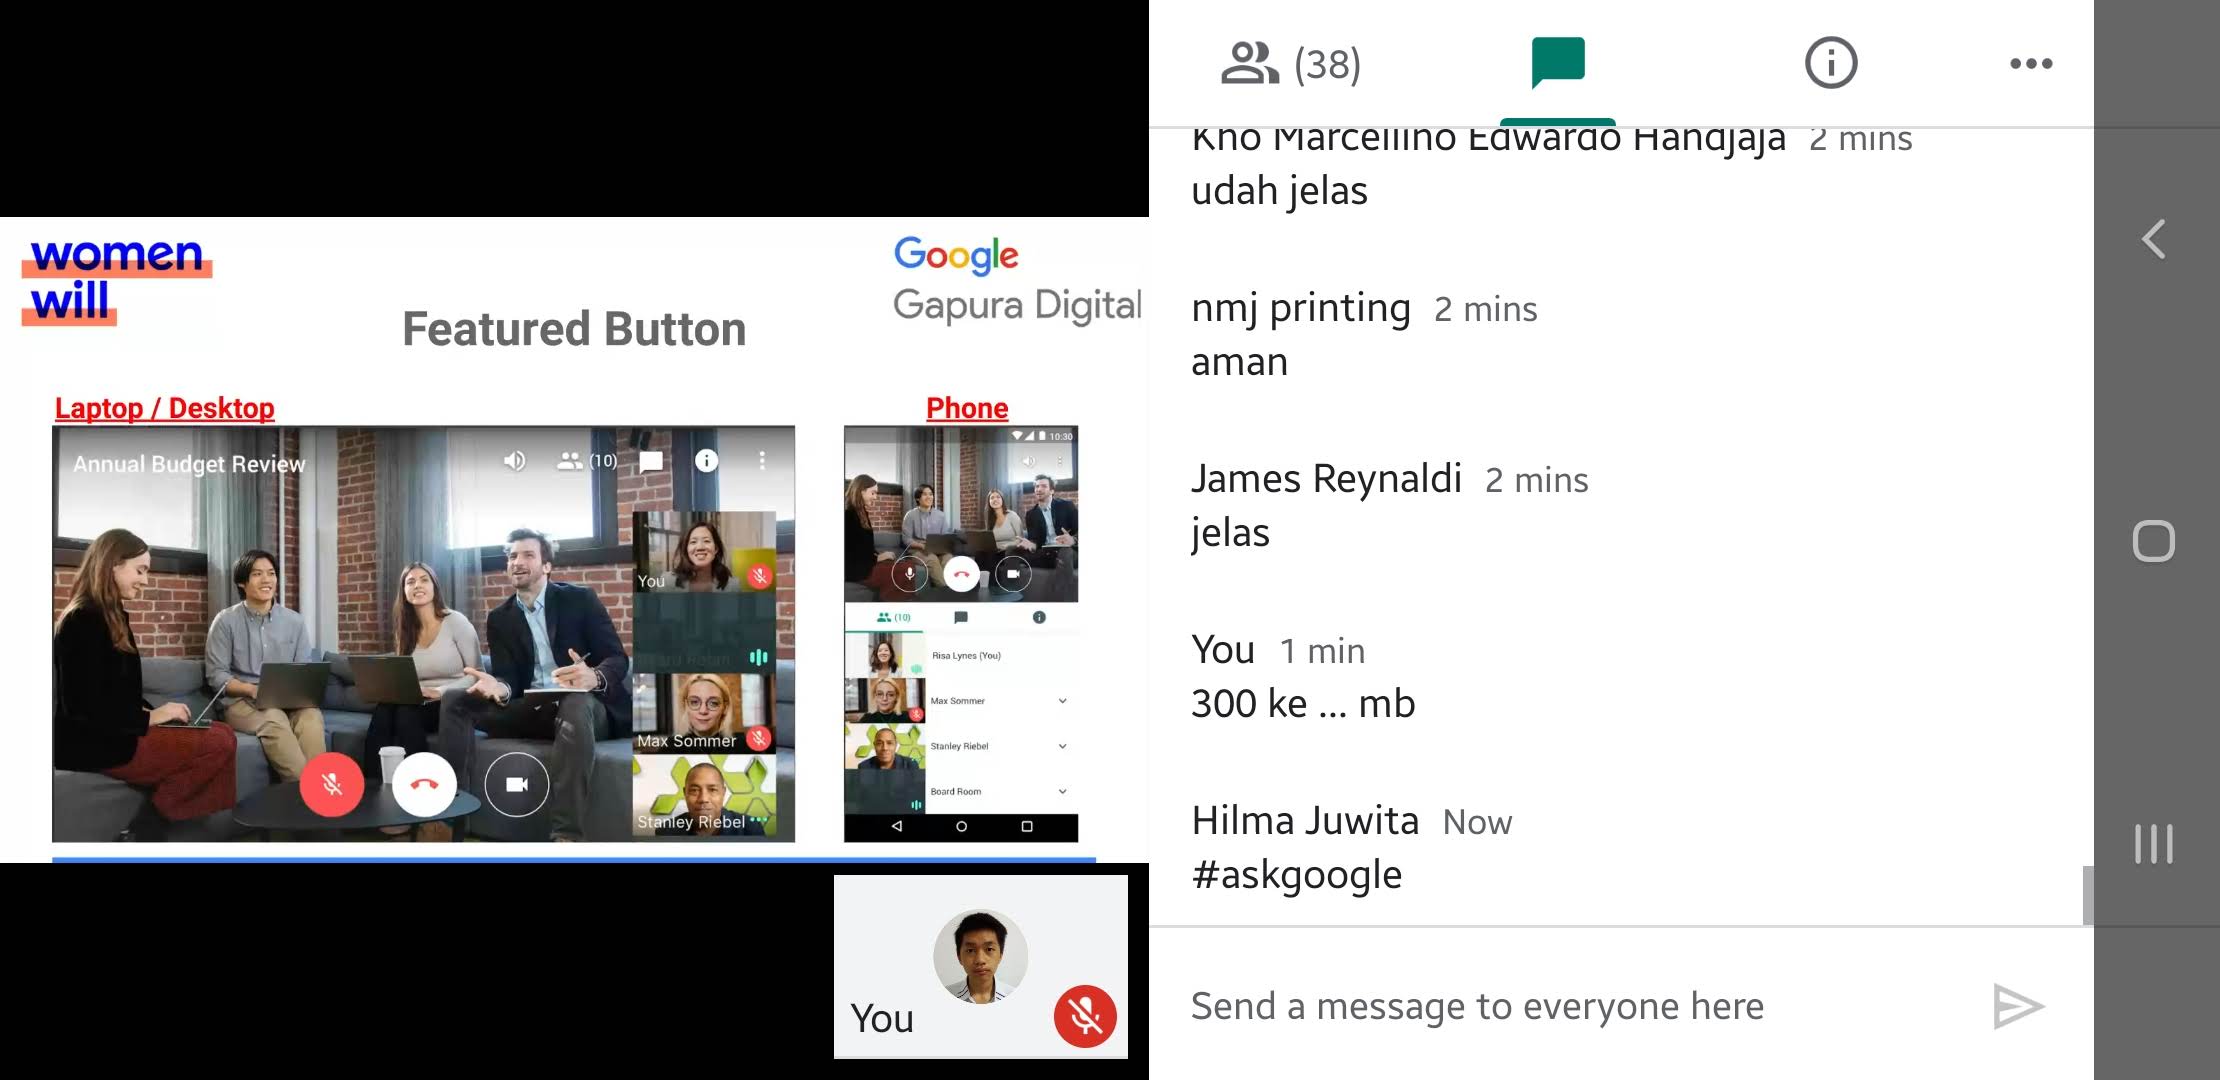 women
will
Google
Gapura Digital
Featured Button
Laptop / Desktop
Phone
Annual Budget Review
(10)
You
Max Sommer
Stanley Riebel
10:30
(10)
Risa Lynes (You)
Max Sommer
Stanley Riebel
Board Room
You
(38)
Kho Marcellino Edwardo Handjaja 2 mins
udah jelas
nmj printing 2 mins
aman
James Reynaldi 2 mins
jelas
You 1 min
300 ke ... mb
Hilma Juwita Now
#askgoogle
Send a message to everyone here